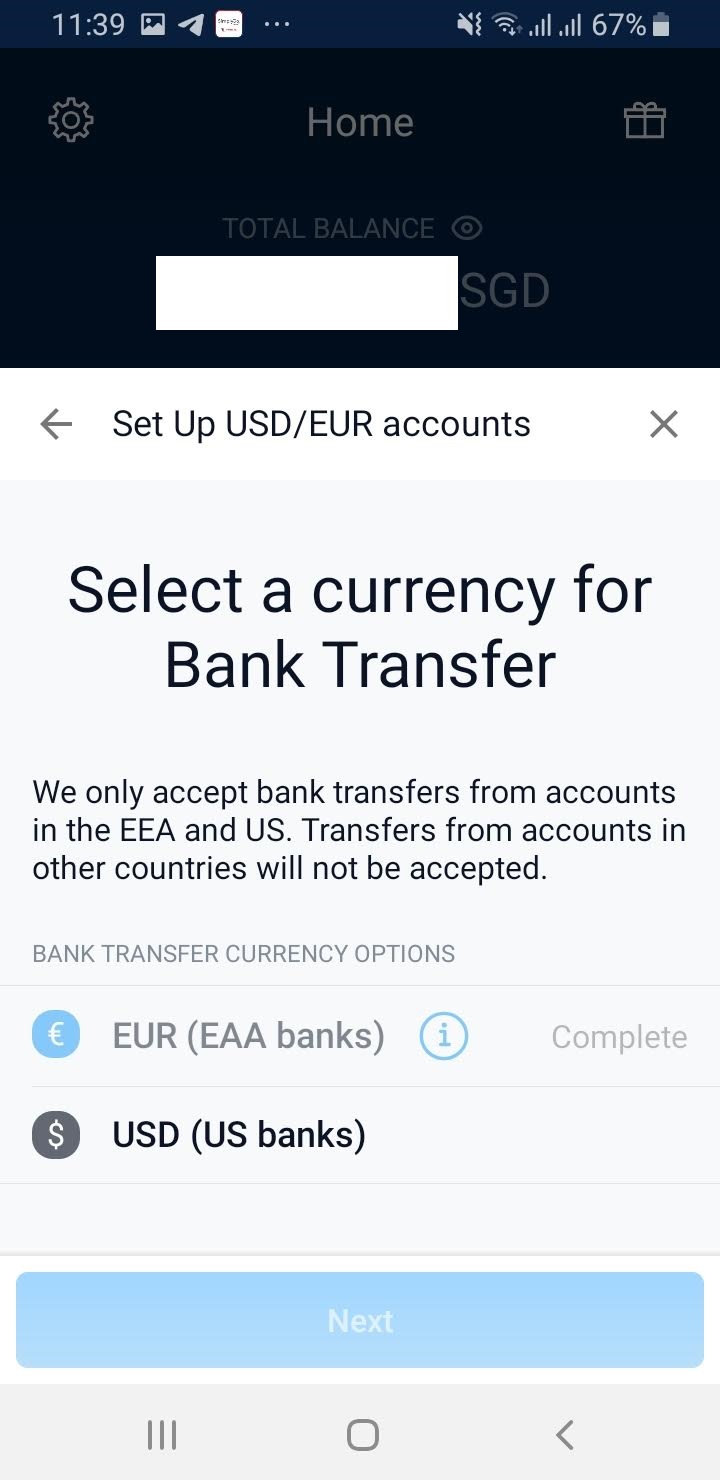 11:39
67%
Home
TOTAL BALANCE
SGD
Set Up USD/EUR accounts
Select a currency for
Bank Transfer
We only accept bank transfers from accounts
in the EEA and US. Transfers from accounts in
other countries will not be accepted.
BANK TRANSFER CURRENCY OPTIONS
€ EUR (EAA banks) i Complete
$ USD (US banks)
Next